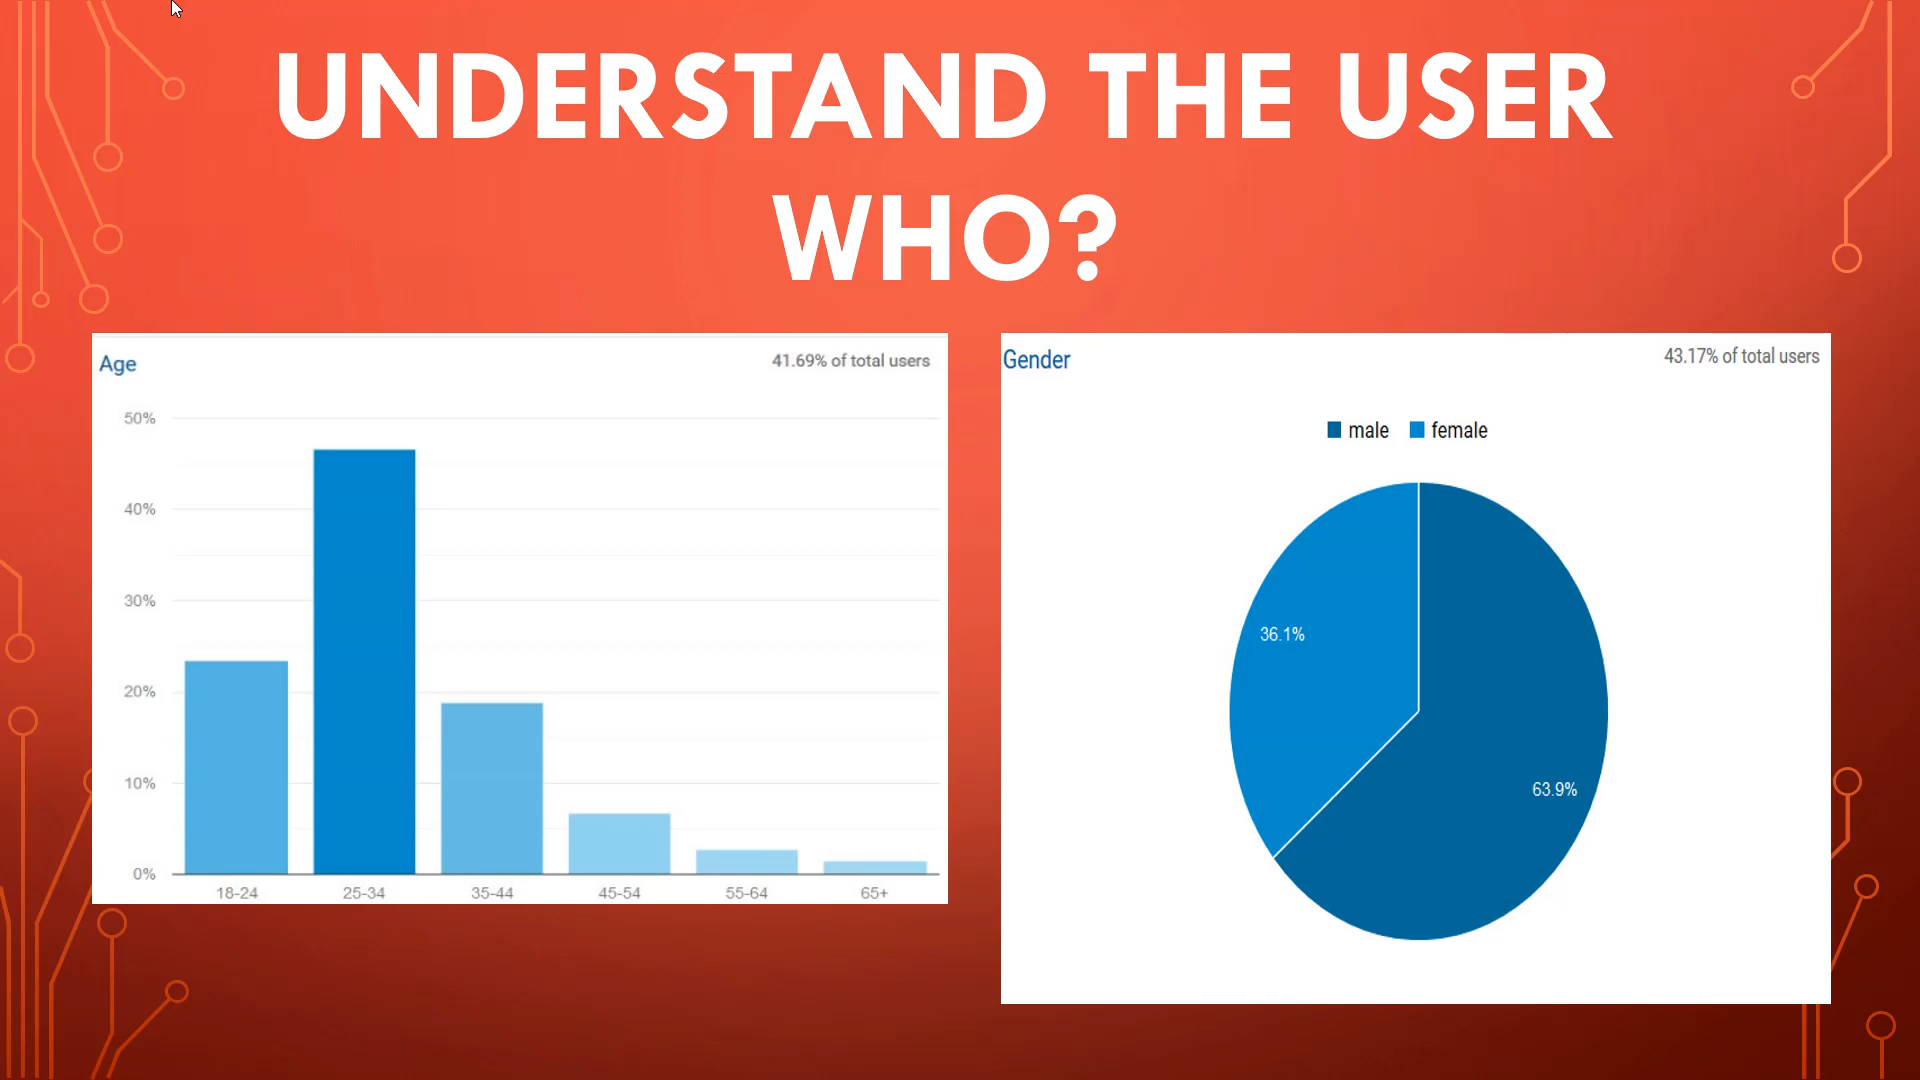 UNDERSTAND THE USER
WHO?
Age
41.69% of total users
50%
40%
30%
20%
10%
0%
18-24
25-34
35-44
45-54
55-64
65+
Gender
43.17% of total users
male
female
36.1%
63.9%